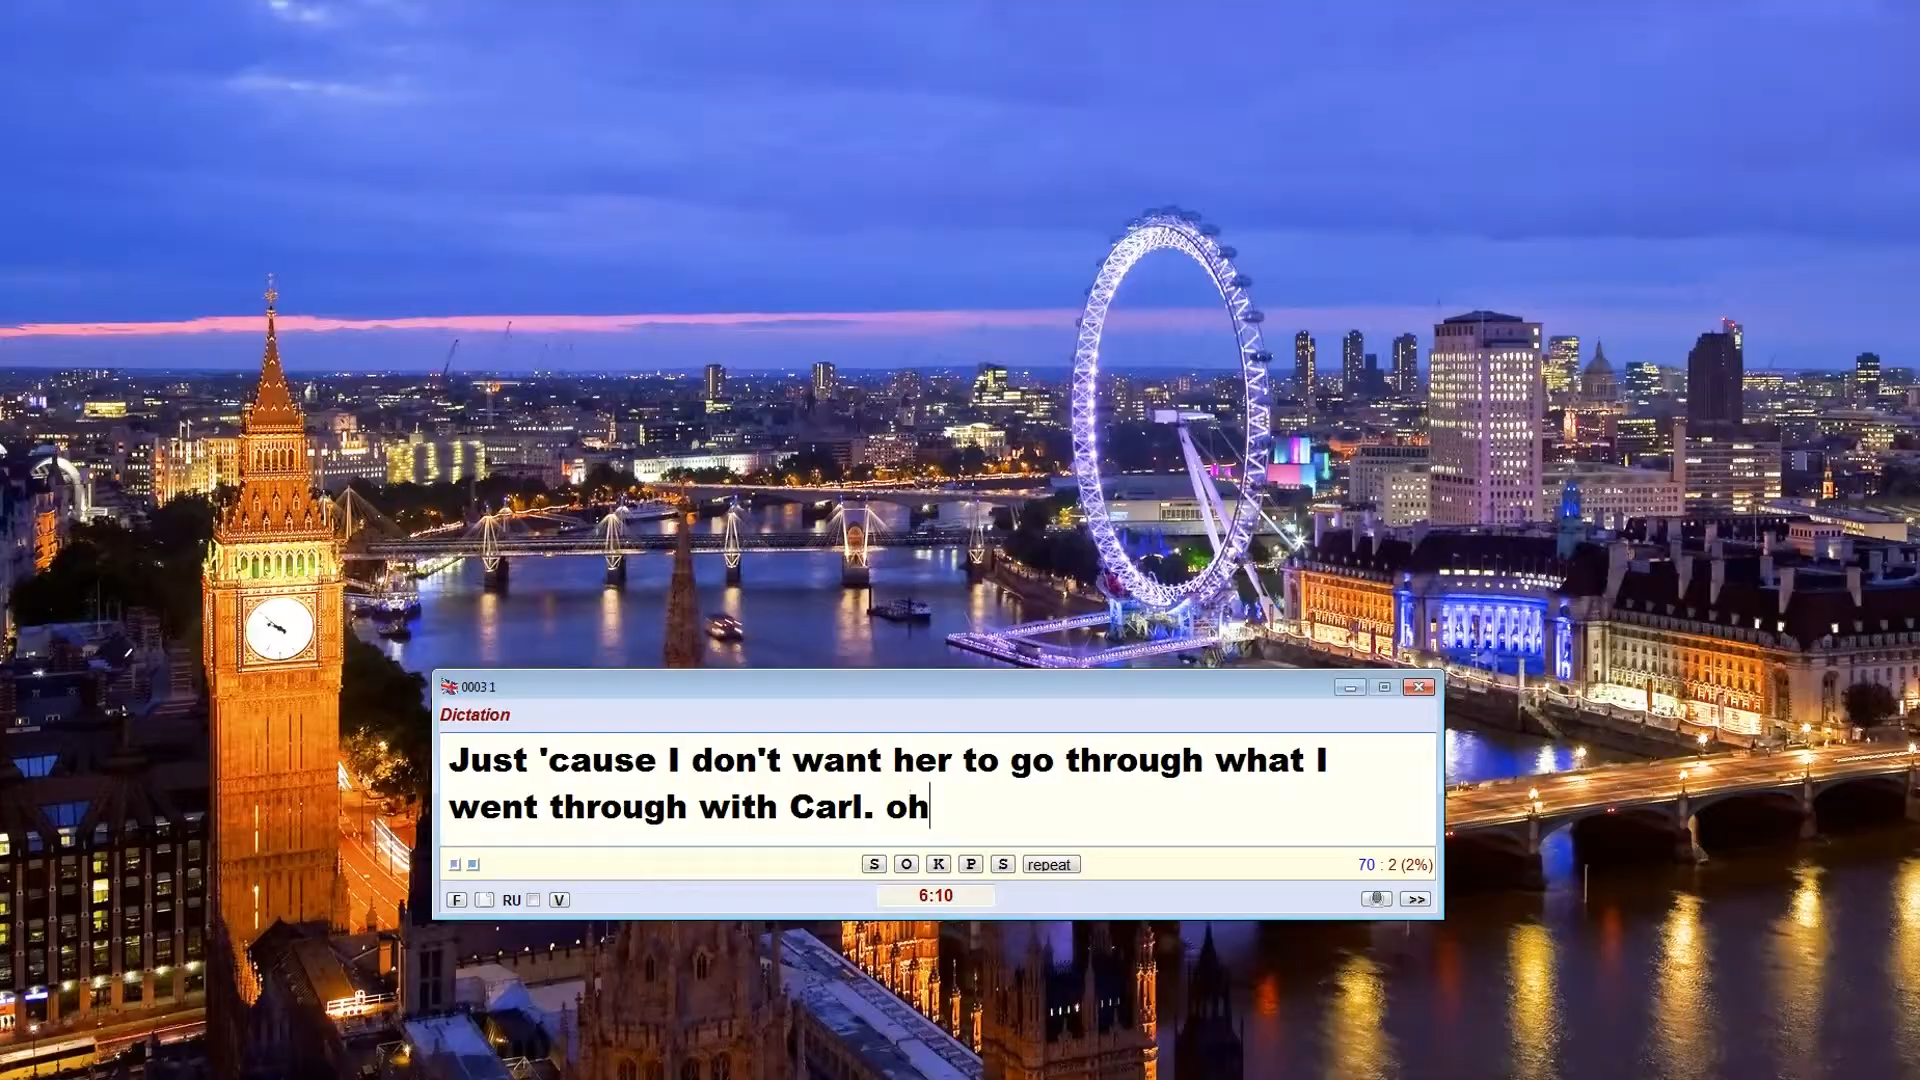 0003 1
Dictation
Just 'cause I don't want her to go through what I
went through with Carl. oh
S O K P S repeat 70 : 2 (2%)
F RU V 6:10 >>